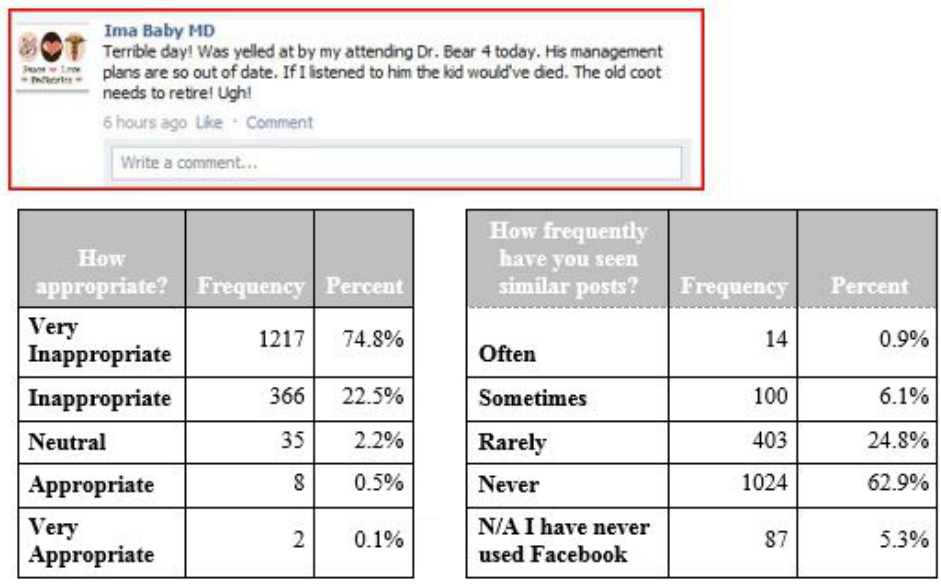 Ima Baby MD
Terrible day! Was yelled at by my attending Dr. Bear 4 today. His management
plans are so out of date. If I listened to him the kid would've died. The old coot
needs to retire! Ugh!
6 hours ago Like · Comment
Write a comment...
Peace Love
Pediatrics
How
appropriate? Frequency Percent
Very
Inappropriate 1217 74.8%
Inappropriate 366 22.5%
Neutral 35 2.2%
Appropriate 8 0.5%
Very
Appropriate 2 0.1%
How frequently
have you seen
similar posts? Frequency Percent
Often 14 0.9%
Sometimes 100 6.1%
Rarely 403 24.8%
Never 1024 62.9%
N/A I have never
used Facebook 87 5.3%